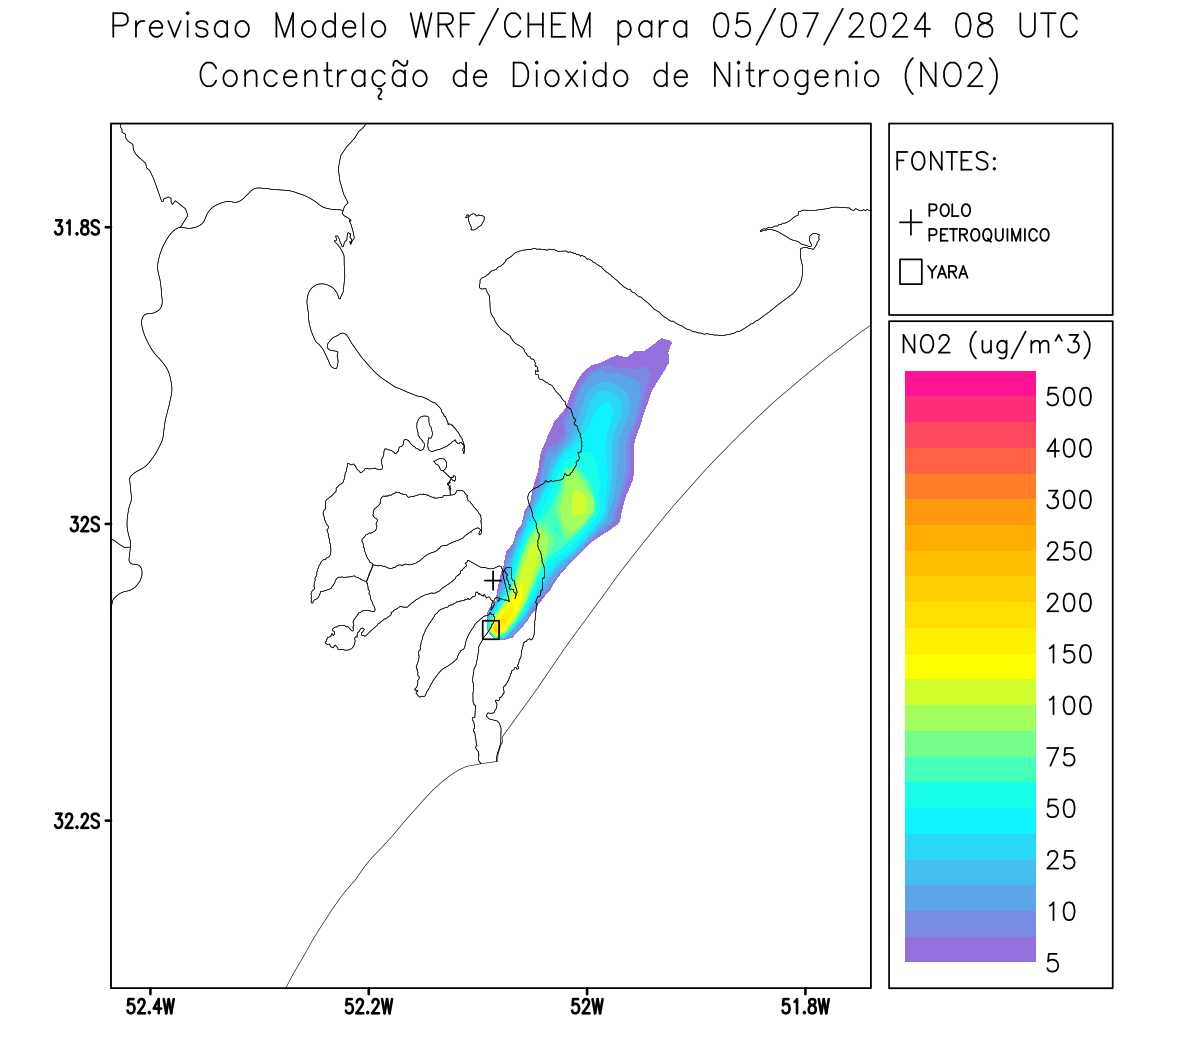 Previsao Modelo WRF/CHEM para 05/07/2024 08 UTC
Concentração de Dioxido de Nitrogenio (NO2)
FONTES:
POLO
PETROQUIMICO
YARA
31.8S
32S
32.2S
52.4W
52.2W
52W
51.8W
NO2 (ug/m^3)
500
400
300
250
200
150
100
75
50
25
10
5